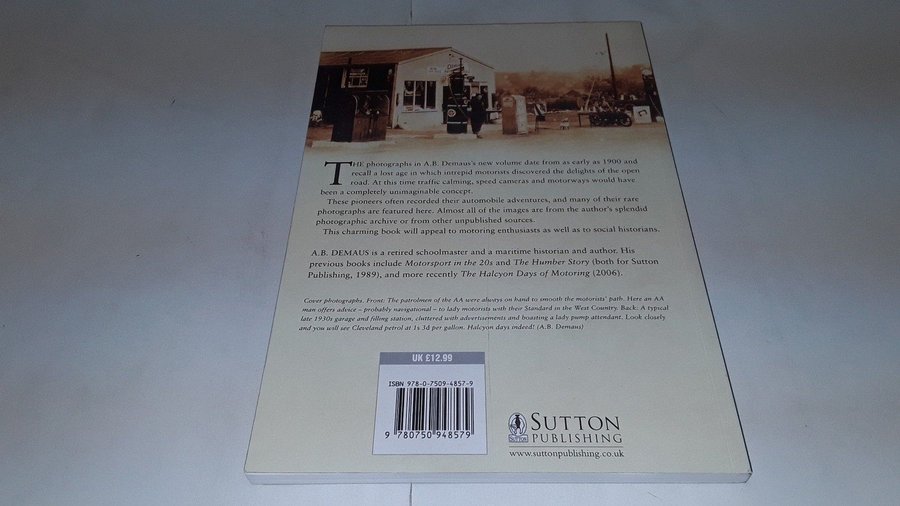 THE photographs in A.B. Demaus's new volume date from as early as 1900 and
recall a lost age in which intrepid motorists discovered the delights of the open
road. At this time traffic calming, speed cameras and motorways would have
been a completely unimaginable concept.
These pioneers often recorded their automobile adventures, and many of their rare
photographs are featured here. Almost all of the images are from the author's splendid
photographic archive or from other unpublished sources.
This charming book will appeal to motoring enthusiasts as well as to social historians.
A.B. DEMAUS is a retired schoolmaster and a maritime historian and author. His
previous books include Motorsport in the 20s and The Humber Story (both for Sutton
Publishing, 1989), and more recently The Halcyon Days of Motoring (2006).
Cover photographs. Front: The patrolmen of the AA were always on hand to smooth the motorists' path. Here an AA
man offers advice – probably navigational – to lady motorists with their Standard in the West Country. Back: A typical
late 1930s garage and filling station, cluttered with advertisements and boasting a lady pump attendant. Look closely
and you will see Cleveland petrol at 1s 3d per gallon. Halcyon days indeed! (A.B. Demaus)
UK £12.99
ISBN 978-0-7509-4857-9
9 780750 948579
SUTTON
PUBLISHING
www.suttonpublishing.co.uk